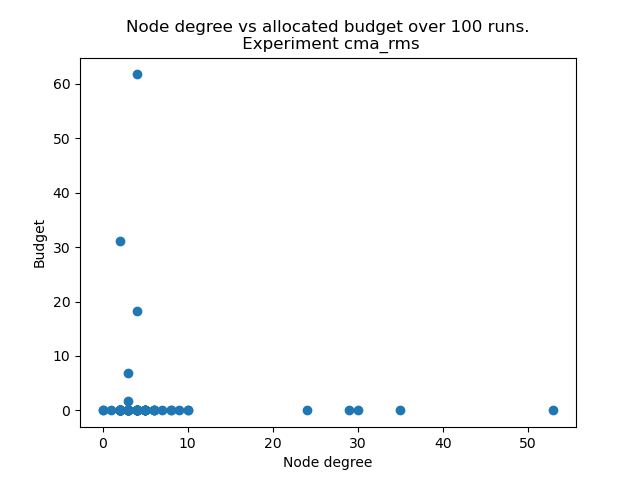 Node degree vs allocated budget over 100 runs.
Experiment cma_rms
60
50
40
30
20
10
0
Budget
0 10 20 30 40 50
Node degree